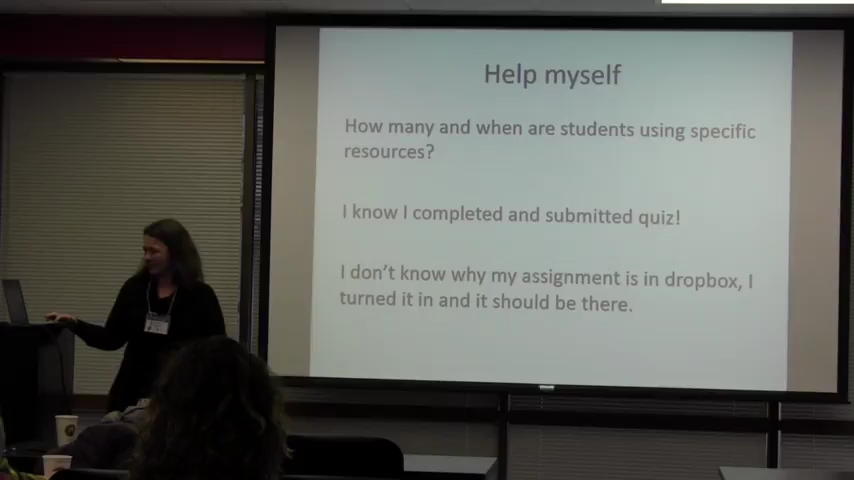 Help myself
How many and when are students using specific
resources?
I know I completed and submitted quiz!
I don't know why my assignment is in dropbox, I
turned it in and it should be there.